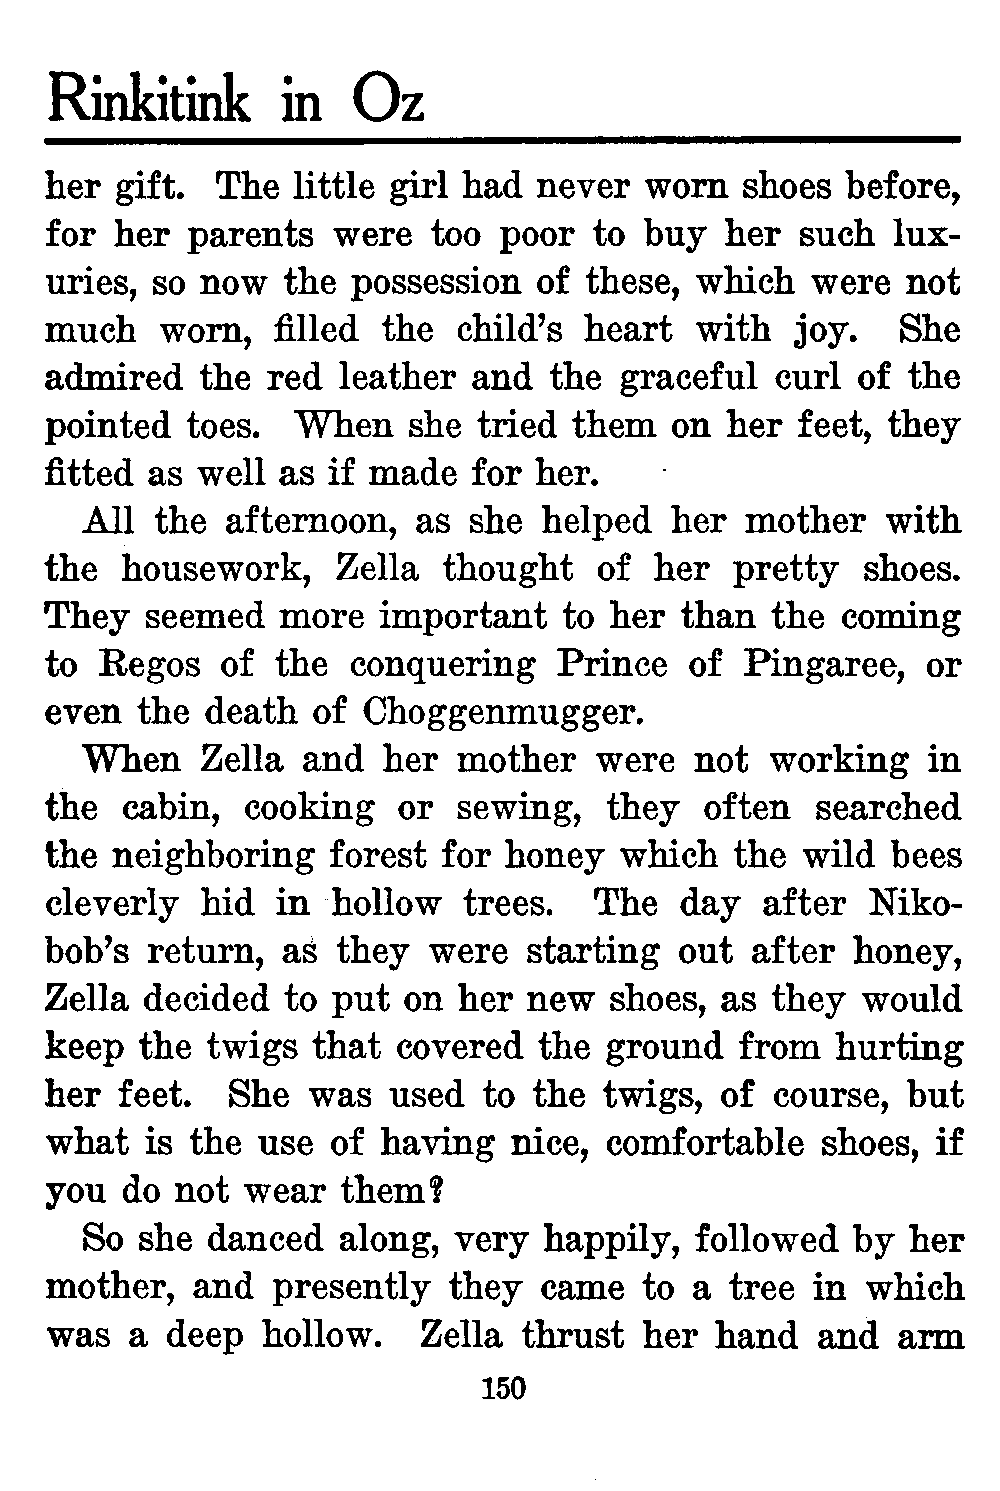 Rinkitink in Oz
her gift. The little girl had never worn shoes before,
for her parents were too poor to buy her such lux-
uries, so now the possession of these, which were not
much worn, filled the child's heart with joy. She
admired the red leather and the graceful curl of the
pointed toes. When she tried them on her feet, they
fitted as well as if made for her.
All the afternoon, as she helped her mother with
the housework, Zella thought of her pretty shoes.
They seemed more important to her than the coming
to Regos of the conquering Prince of Pingaree, or
even the death of Choggenmugger.
When Zella and her mother were not working in
the cabin, cooking or sewing, they often searched
the neighboring forest for honey which the wild bees
cleverly hid in hollow trees. The day after Niko-
bob's return, as they were starting out after honey,
Zella decided to put on her new shoes, as they would
keep the twigs that covered the ground from hurting
her feet. She was used to the twigs, of course, but
what is the use of having nice, comfortable shoes, if
you do not wear them?
So she danced along, very happily, followed by her
mother, and presently they came to a tree in which
was a deep hollow. Zella thrust her hand and arm
150